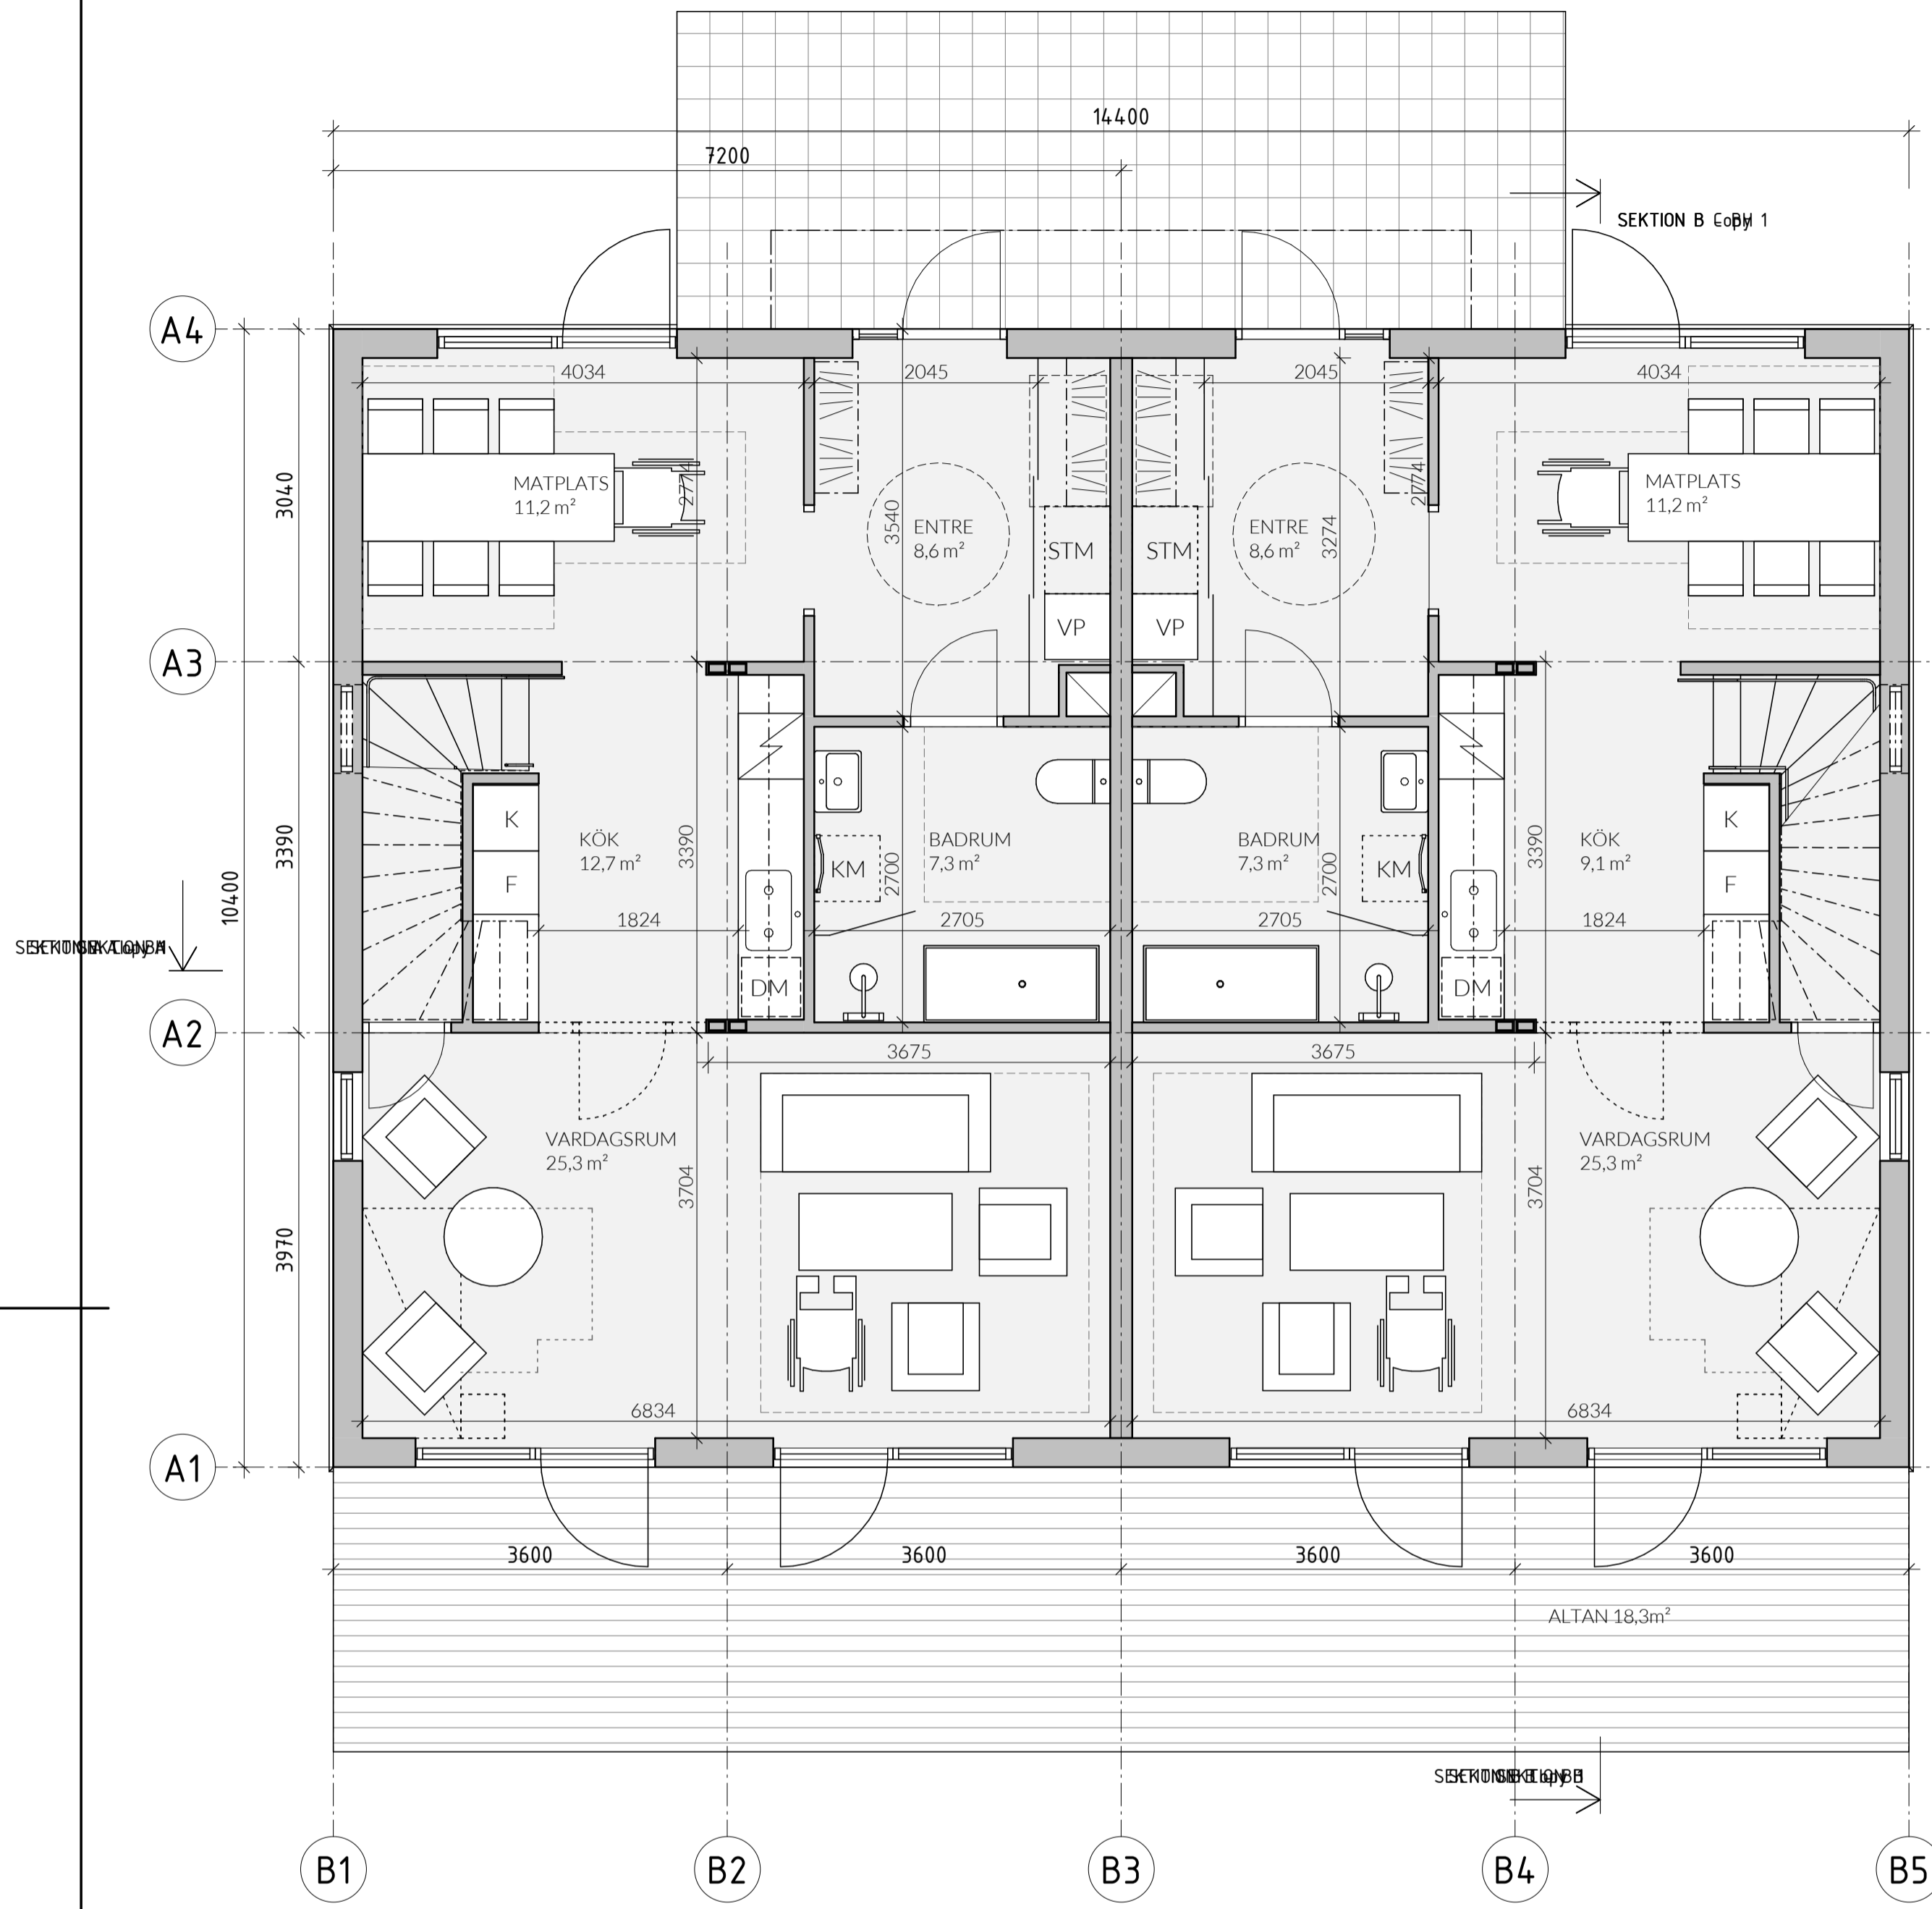 14400
7200
SEKTION B
A4
4034
2045
2045
4034
3040
MATPLATS
11,2 m²
2774
3540
ENTRE
8,6 m²
STM
STM
ENTRE
8,6 m²
3274
2774
MATPLATS
11,2 m²
VP
VP
A3
10400
3390
K
F
KÖK
12,7 m²
3390
KM
2700
BADRUM
7,3 m²
BADRUM
7,3 m²
2700
KM
3390
KÖK
9,1 m²
K
F
1824
2705
2705
1824
DM
DM
A2
3675
3675
3970
VARDAGSRUM
25,3 m²
3704
3704
VARDAGSRUM
25,3 m²
6834
6834
A1
3600
3600
3600
3600
ALTAN 18,3m²
B1
B2
B3
B4
B5